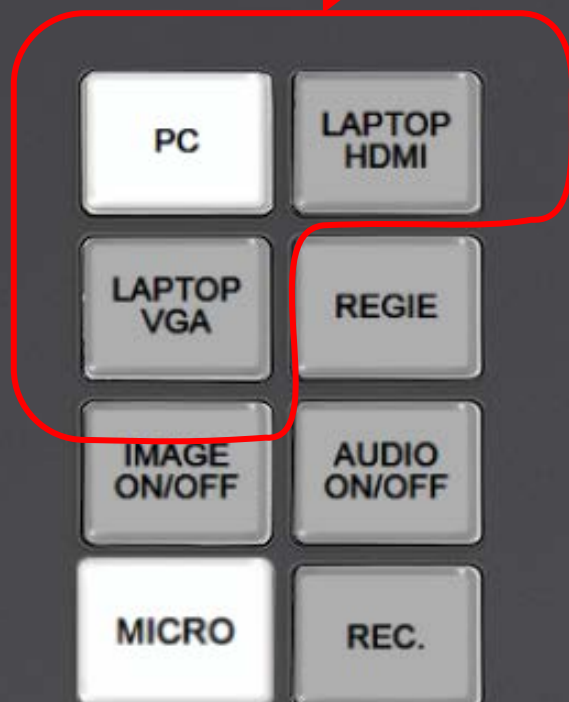 PC
LAPTOP
HDMI
LAPTOP
VGA
REGIE
IMAGE
ON/OFF
AUDIO
ON/OFF
MICRO
REC.